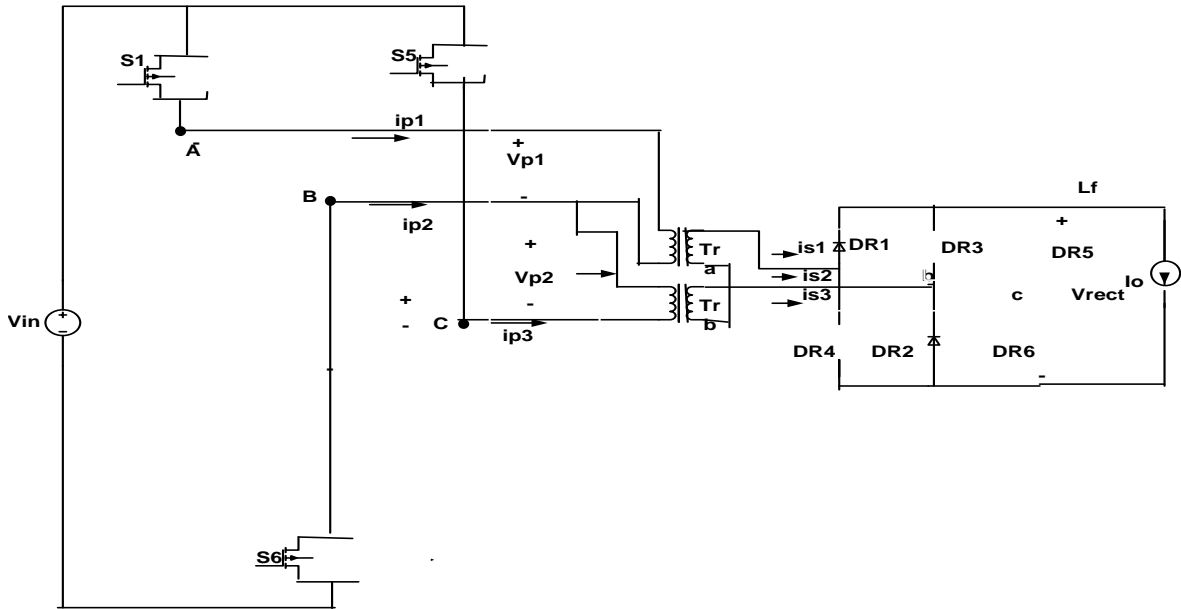 S1
S5
ip1
A
+
Vp1
-
B
ip2
Lf
+
+
Vp2
-
Tr
a
is1
DR1
DR3
DR5
is2
Io
+
-
Tr
b
is3
c
Vrect
Vin
C
ip3
DR4
DR2
DR6
-
S6